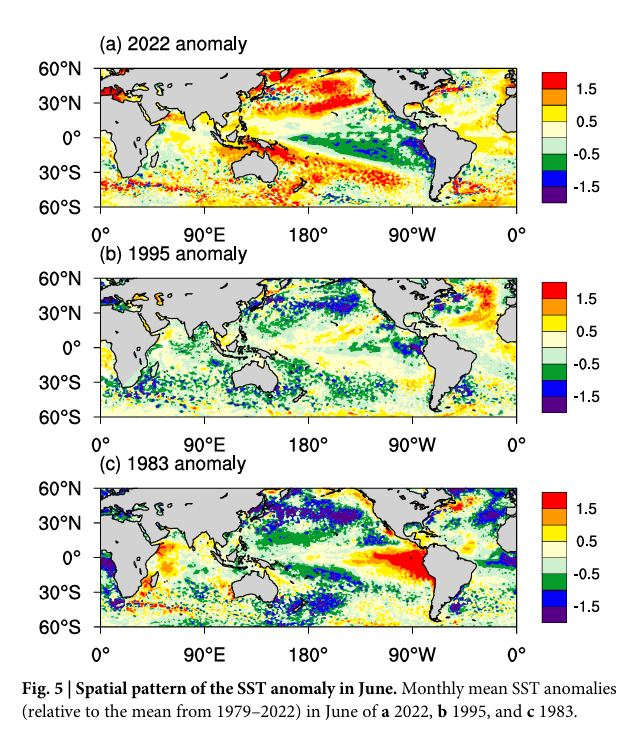 (a) 2022 anomaly
60°N
30°N
0°
30°S
60°S
0° 90°E 180° 90°W 0°
1.5
0.5
-0.5
-1.5
(b) 1995 anomaly
60°N
30°N
0°
30°S
60°S
0° 90°E 180° 90°W 0°
1.5
0.5
-0.5
-1.5
(c) 1983 anomaly
60°N
30°N
0°
30°S
60°S
0° 90°E 180° 90°W 0°
1.5
0.5
-0.5
-1.5
Fig. 5 | Spatial pattern of the SST anomaly in June. Monthly mean SST anomalies
(relative to the mean from 1979–2022) in June of a 2022, b 1995, and c 1983.